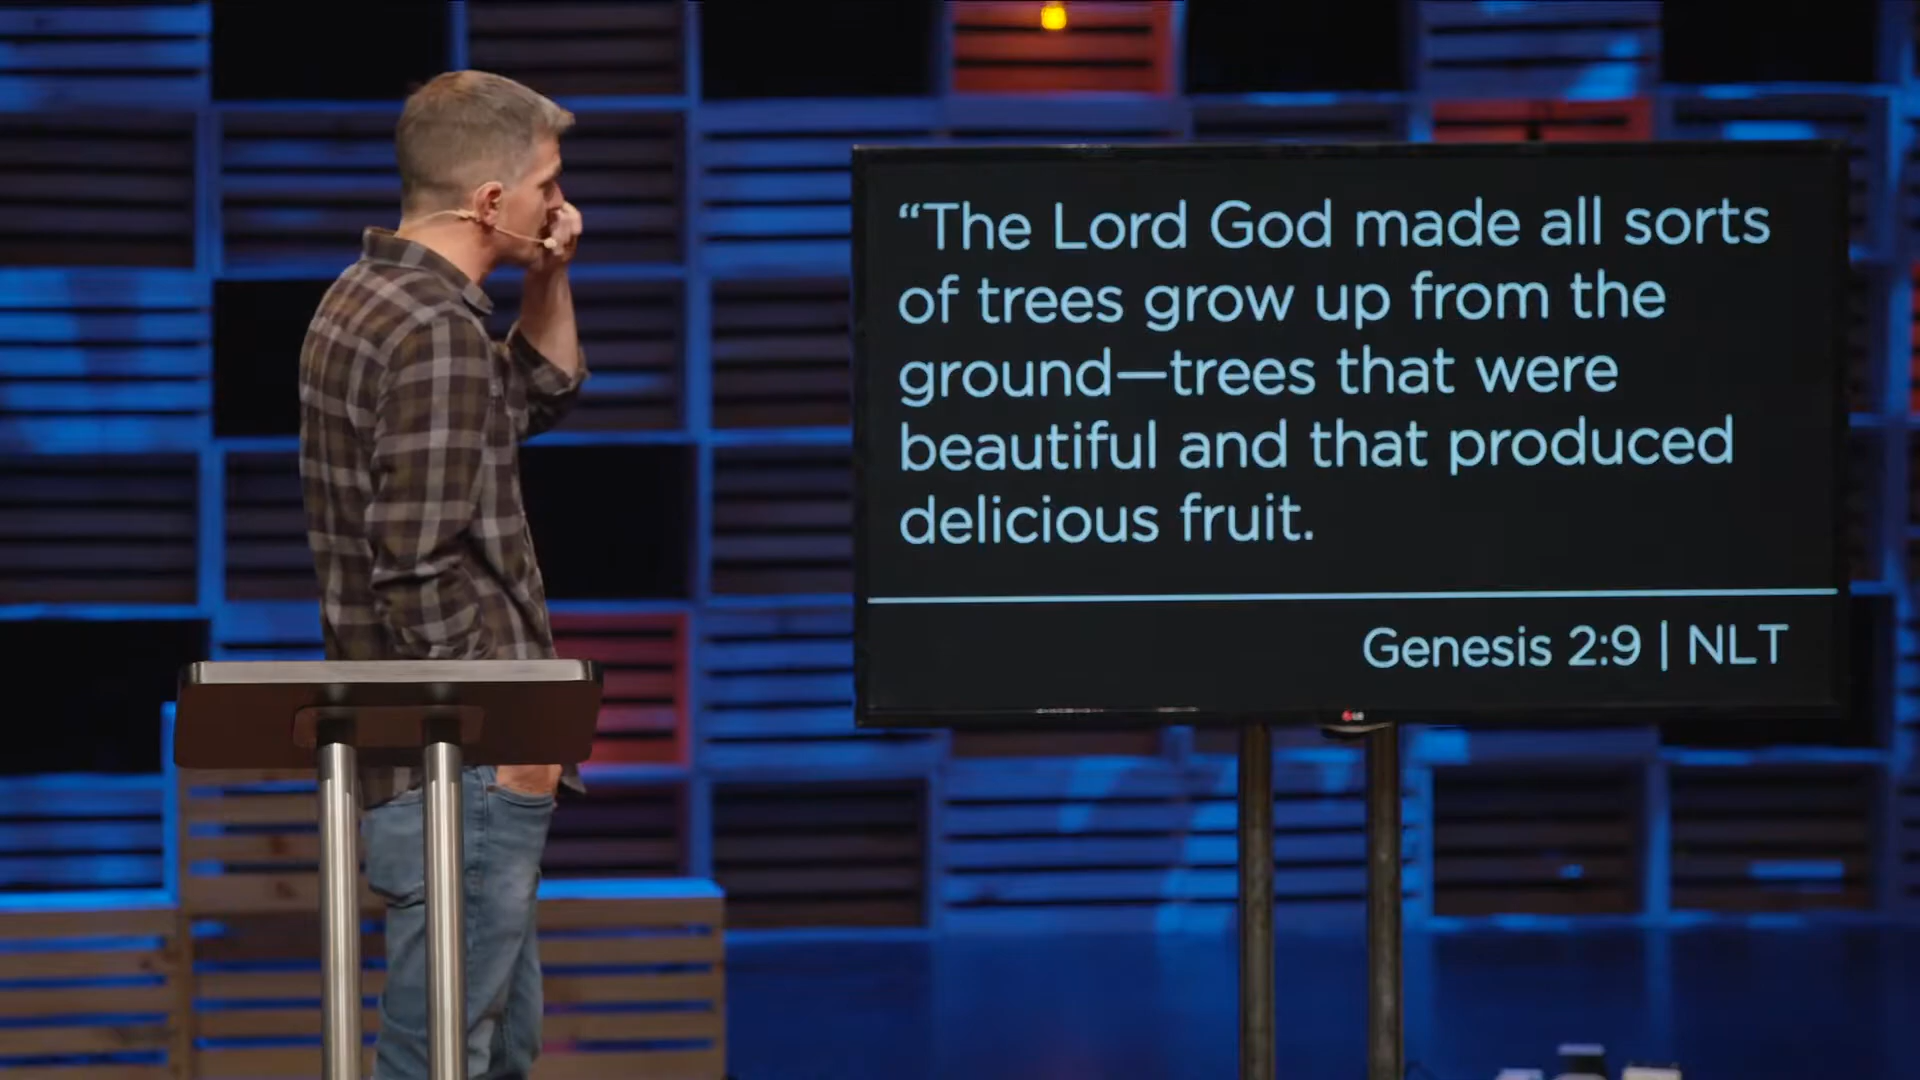 “The Lord God made all sorts
of trees grow up from the
ground—trees that were
beautiful and that produced
delicious fruit.
Genesis 2:9 | NLT
LG